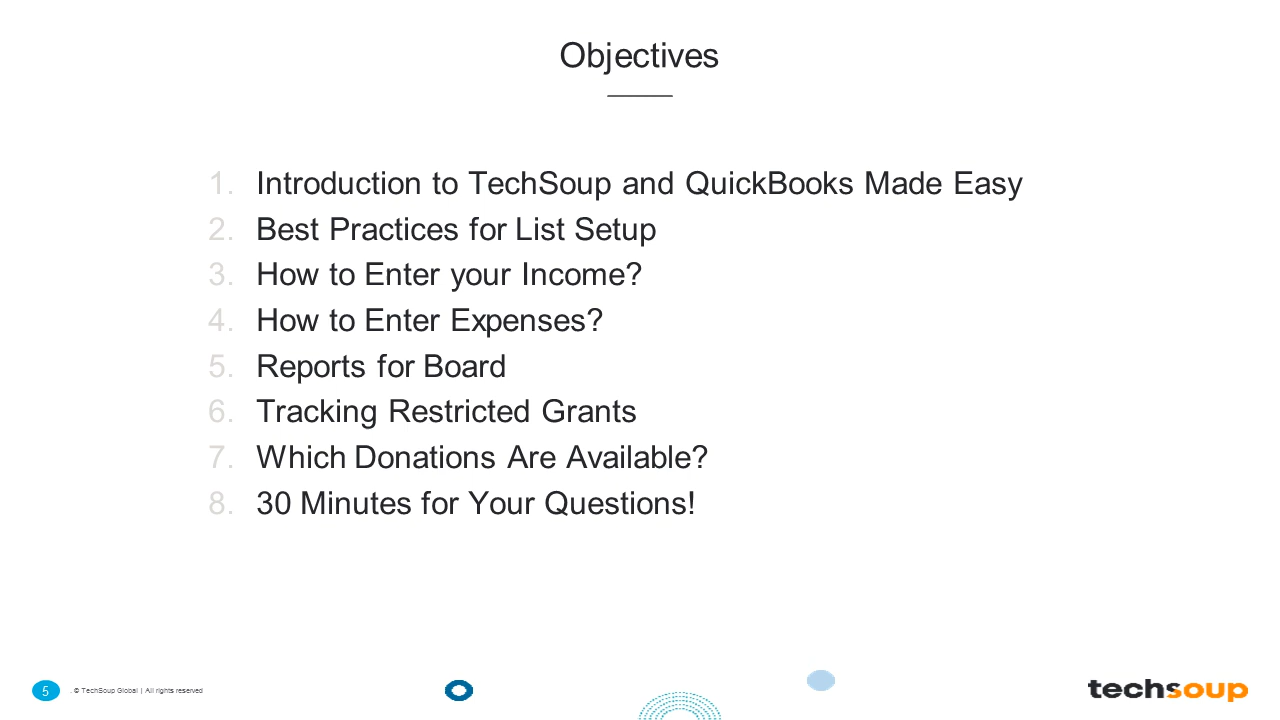 Objectives
1. Introduction to TechSoup and QuickBooks Made Easy
2. Best Practices for List Setup
3. How to Enter your Income?
4. How to Enter Expenses?
5. Reports for Board
6. Tracking Restricted Grants
7. Which Donations Are Available?
8. 30 Minutes for Your Questions!
5 . © TechSoup Global | All rights reserved
techsoup